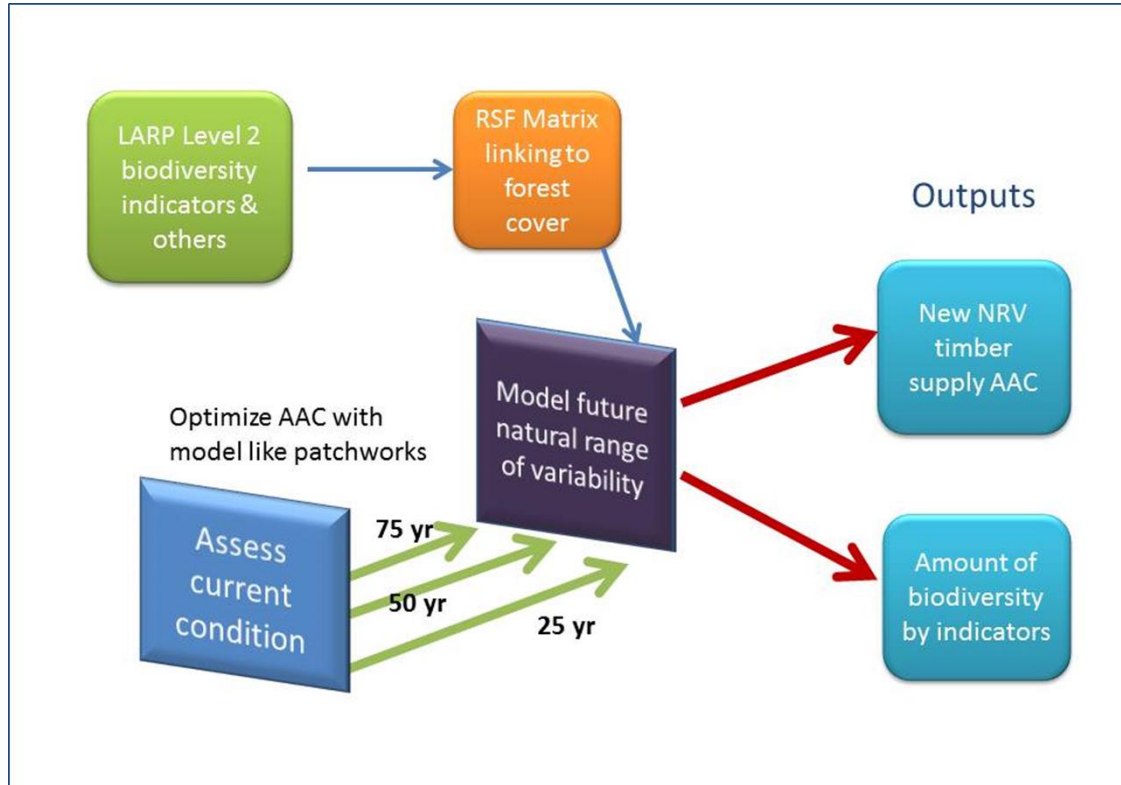 LARP Level 2
biodiversity
indicators &
others
RSF Matrix
linking to
forest
cover
Outputs
New NRV
timber
supply AAC
Model future
natural range
of variability
Optimize AAC with
model like patchworks
Assess
current
condition
75 yr
50 yr
25 yr
Amount of
biodiversity
by indicators